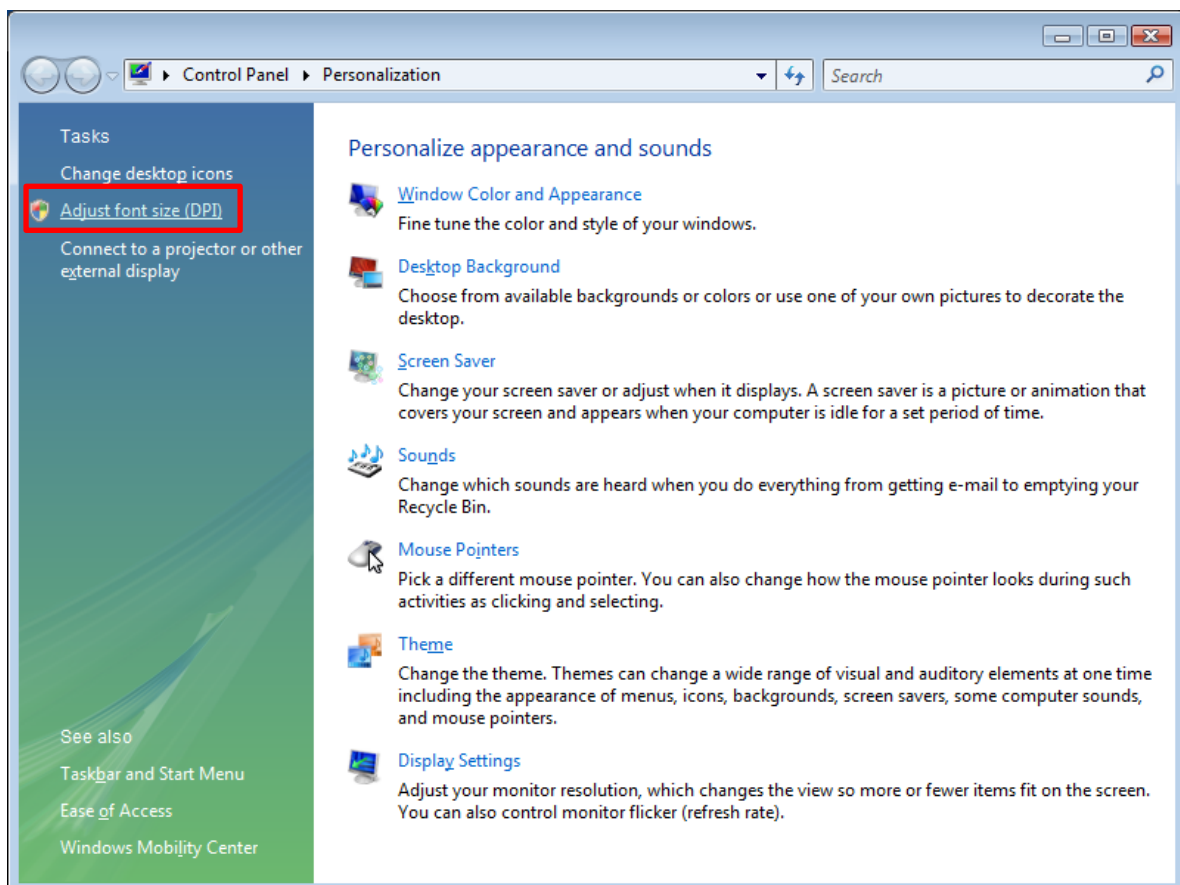 Control Panel Personalization
Search
Tasks
Change desktop icons
Adjust font size (DPI)
Connect to a projector or other
external display
See also
Taskbar and Start Menu
Ease of Access
Windows Mobility Center
Personalize appearance and sounds
Window Color and Appearance
Fine tune the color and style of your windows.
Desktop Background
Choose from available backgrounds or colors or use one of your own pictures to decorate the
desktop.
Screen Saver
Change your screen saver or adjust when it displays. A screen saver is a picture or animation that
covers your screen and appears when your computer is idle for a set period of time.
Sounds
Change which sounds are heard when you do everything from getting e-mail to emptying your
Recycle Bin.
Mouse Pointers
Pick a different mouse pointer. You can also change how the mouse pointer looks during such
activities as clicking and selecting.
Theme
Change the theme. Themes can change a wide range of visual and auditory elements at one time
including the appearance of menus, icons, backgrounds, screen savers, some computer sounds,
and mouse pointers.
Display Settings
Adjust your monitor resolution, which changes the view so more or fewer items fit on the screen.
You can also control monitor flicker (refresh rate).